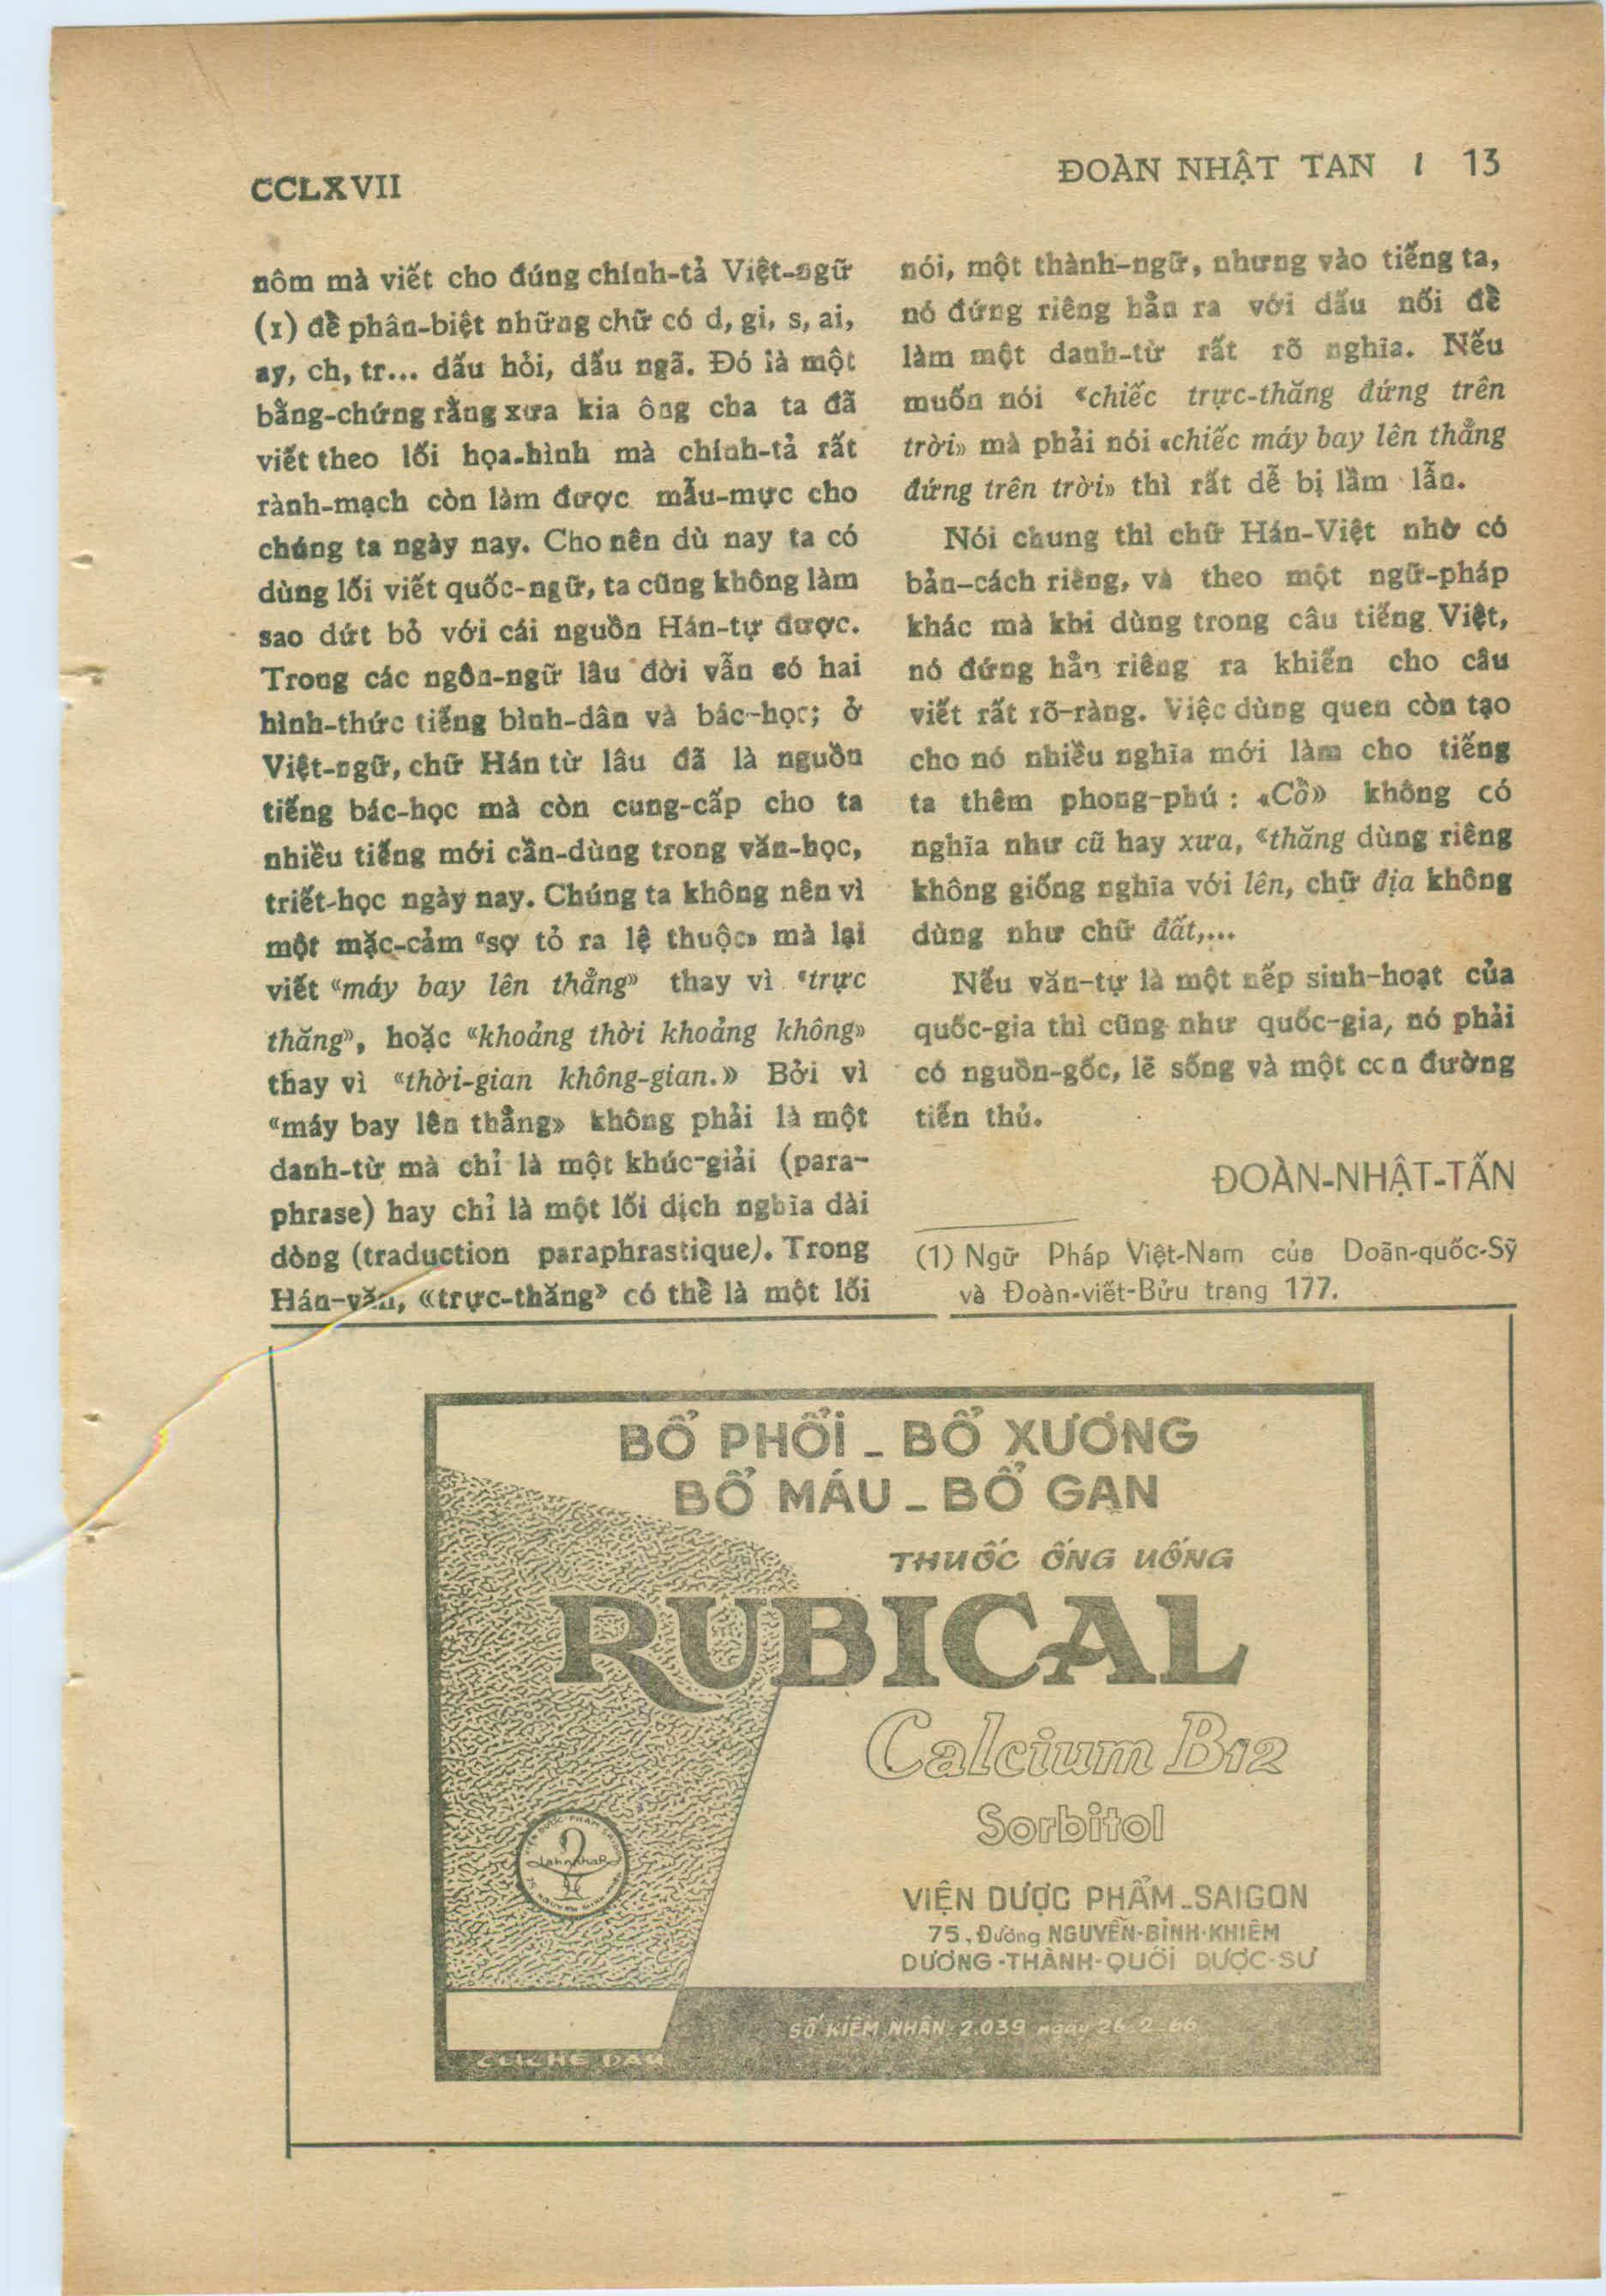 CCLXVII
ĐOÀN NHẬT TAN / 13
nôm mà viết cho đúng chính-tả Việt-ngữ
(1) để phân-biệt những chữ có d, gi, s, ai,
ay, ch, tr... dấu hỏi, dấu ngã. Đó là một
bằng-chứng rằng xưa kia ông cha ta đã
viết theo lối họa-hình mà chính-tả rất
rành-mạch còn làm được mẫu-mực cho
chúng ta ngày nay. Cho nên dù nay ta có
dùng lối viết quốc-ngữ, ta cũng không làm
sao dứt bỏ với cái nguồn Hán-tự được.
Trong các ngôn-ngữ lâu đời vẫn có hai
hình-thức tiếng bình-dân và bác-học; ở
Việt-ngữ, chữ Hán từ lâu đã là nguồn
tiếng bác-học mà còn cung-cấp cho ta
nhiều tiếng mới cần-dùng trong văn-học,
triết-học ngày nay. Chúng ta không nên vì
một mặc-cảm «sợ tỏ ra lệ thuộc» mà lại
viết «máy bay lên thẳng» thay vì «trực
thăng», hoặc «khoảng thời khoảng không»
thay vì «thời-gian không-gian.» Bởi vì
«máy bay lên thẳng» không phải là một
danh-từ mà chỉ là một khúc-giải (para-
phrase) hay chỉ là một lối dịch nghĩa dài
dòng (traduction paraphrastique). Trong
Hán-văn, «trực-thăng» có thể là một lối
nói, một thành-ngữ, nhưng vào tiếng ta,
nó đứng riêng hẳn ra với dấu nối để
làm một danh-từ rất rõ nghĩa. Nếu
muốn nói «chiếc trực-thăng đứng trên
trời» mà phải nói «chiếc máy bay lên thẳng
đứng trên trời» thì rất dễ bị lầm lẫn.
Nói chung thì chữ Hán-Việt nhờ có
bản-cách riêng, và theo một ngữ-pháp
khác mà khi dùng trong câu tiếng Việt,
nó đứng hẳn riêng ra khiến cho câu
viết rất rõ-ràng. Việc dùng quen còn tạo
cho nó nhiều nghĩa mới làm cho tiếng
ta thêm phong-phú : «Cổ» không có
nghĩa như cũ hay xưa, «thăng dùng riêng
không giống nghĩa với lên, chữ địa không
dùng như chữ đất,...
Nếu văn-tự là một nếp sinh-hoạt của
quốc-gia thì cũng như quốc-gia, nó phải
có nguồn-gốc, lẽ sống và một con đường
tiến thủ.
ĐOÀN-NHẬT-TẤN
(1) Ngữ Pháp Việt-Nam của Doãn-quốc-Sỹ
và Đoàn-viết-Bửu trang 177.
BỔ PHỔI - BỔ XƯƠNG
BỔ MÁU - BỔ GAN
THUỐC ỐNG UỐNG
RUBICAL
Calcium B12
Sorbitol
VIỆN DƯỢC PHẨM - SAIGON
75, Đường NGUYỄN-BỈNH-KHIÊM
DƯƠNG-THÀNH-QUỚI DƯỢC-SƯ
SỐ KIỂM NHẬN 2.039 ngày 26-2-66
CLICHÉ DAU